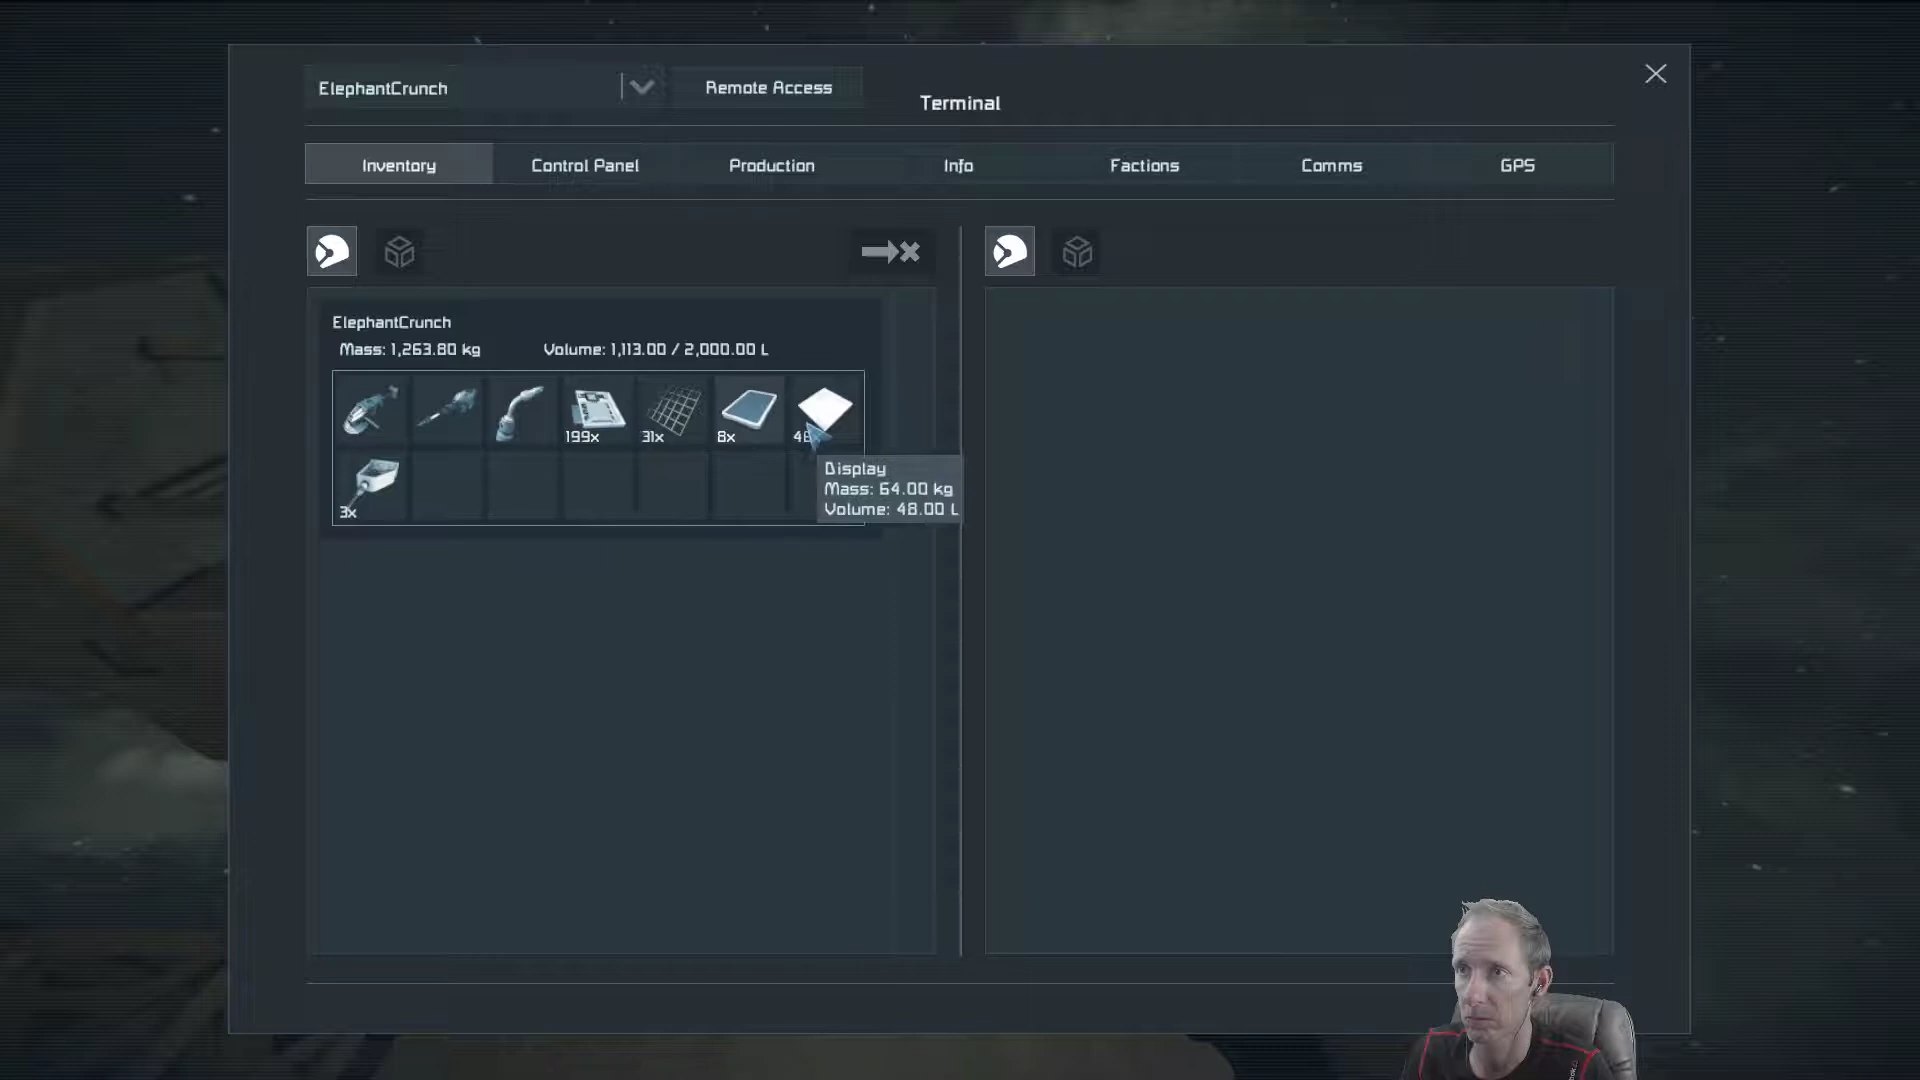 ElephantCrunch
Remote Access
Terminal
Inventory
Control Panel
Production
Info
Factions
Comms
GPS
ElephantCrunch
Mass: 1,263.80 kg
Volume: 1,113.00 / 2,000.00 L
199x
31x
8x
3x
Display
Mass: 64.00 kg
Volume: 48.00 L